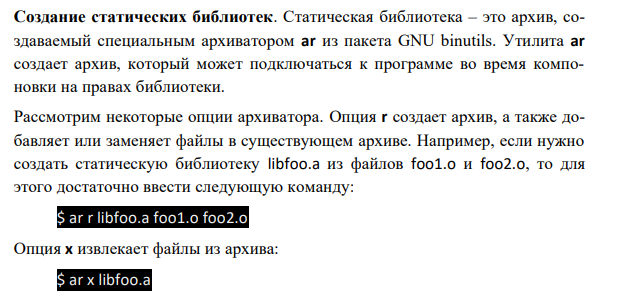 Создание статических библиотек. Статическая библиотека – это архив, со-
здаваемый специальным архиватором ar из пакета GNU binutils. Утилита ar
создает архив, который может подключаться к программе во время компо-
новки на правах библиотеки.
Рассмотрим некоторые опции архиватора. Опция r создает архив, а также до-
бавляет или заменяет файлы в существующем архиве. Например, если нужно
создать статическую библиотеку libfoo.a из файлов foo1.o и foo2.o, то для
этого достаточно ввести следующую команду:
$ ar r libfoo.a foo1.o foo2.o
Опция x извлекает файлы из архива:
$ ar x libfoo.a